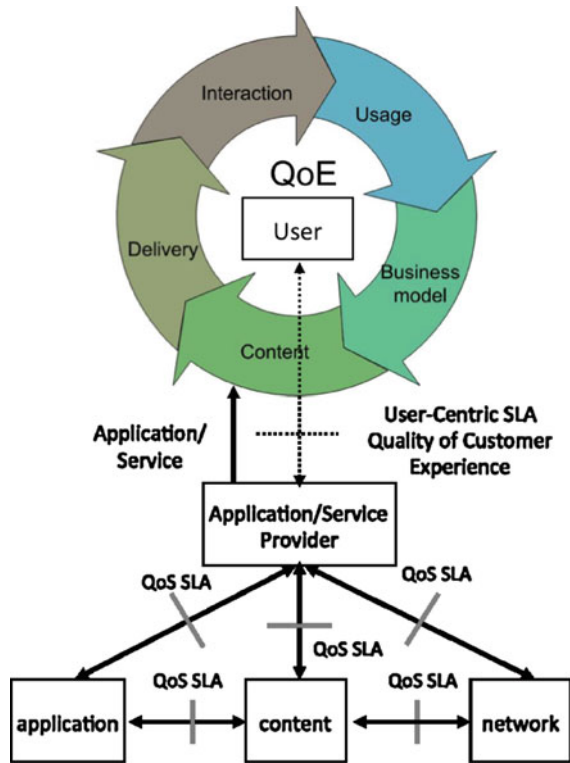 Interaction
Usage
QoE
User
Delivery
Business
model
Content
Application/
Service
User-Centric SLA
Quality of Customer
Experience
Application/Service
Provider
QoS SLA
QoS SLA
QoS SLA
QoS SLA
QoS SLA
application
content
network